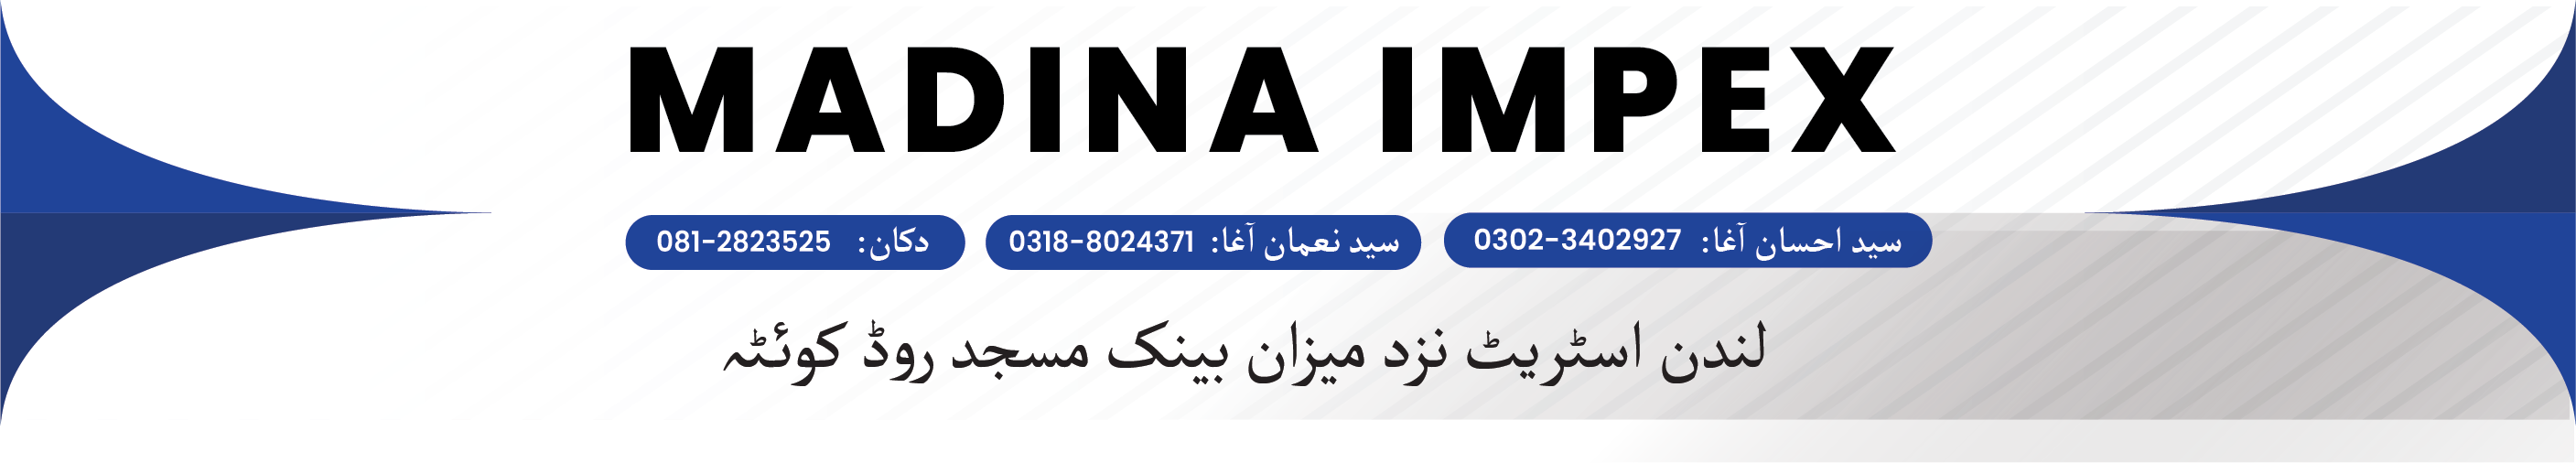 MADINA IMPEX
سید احسان آغا: 0302-3402927
سید نعمان آغا: 0318-8024371
دکان: 081-2823525
لندن اسٹریٹ نزد میزان بینک مسجد روڈ کوئٹہ